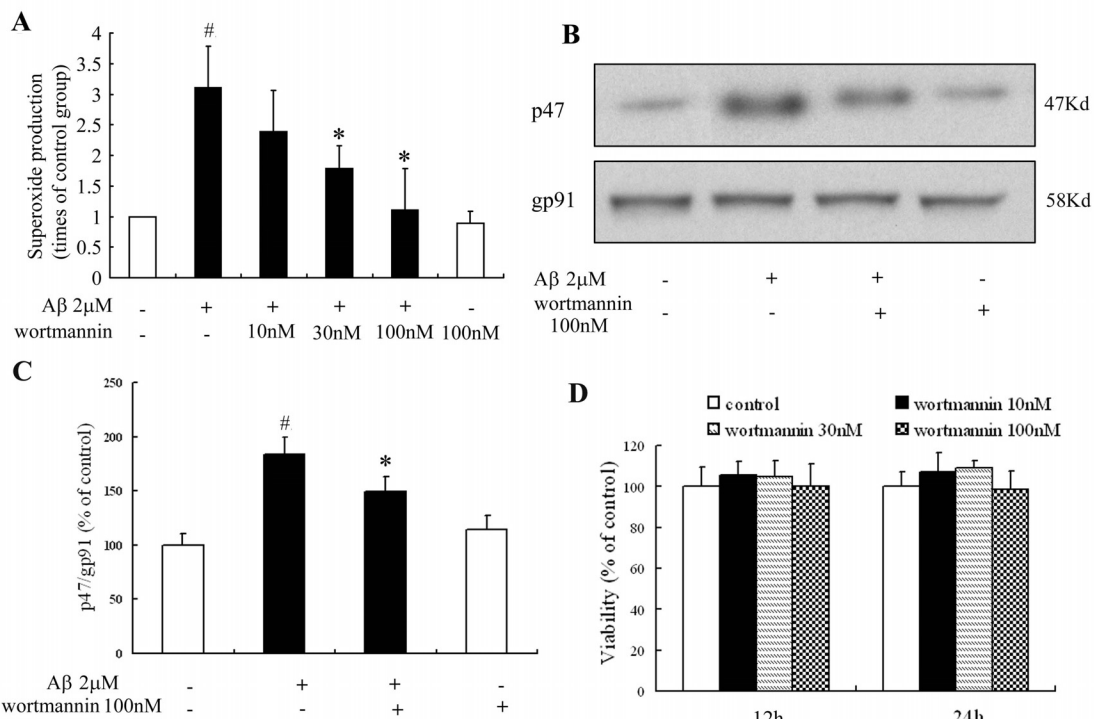 A
Superoxide production
(times of control group)
4
3.5
3
2.5
2
1.5
1
0.5
0
#
*
*
Aβ 2µM - + + + + -
wortmannin - - 10nM 30nM 100nM 100nM
B
p47 47Kd
gp91 58Kd
Aβ 2µM - + + -
wortmannin - - + +
100nM
C
p47/gp91 (% of control)
250
200
150
100
50
0
#
*
Aβ 2µM - + + -
wortmannin 100nM - - + +
D
control wortmannin 10nM
wortmannin 30nM wortmannin 100nM
Viability (% of control)
120
100
80
60
40
20
0
12h 24h